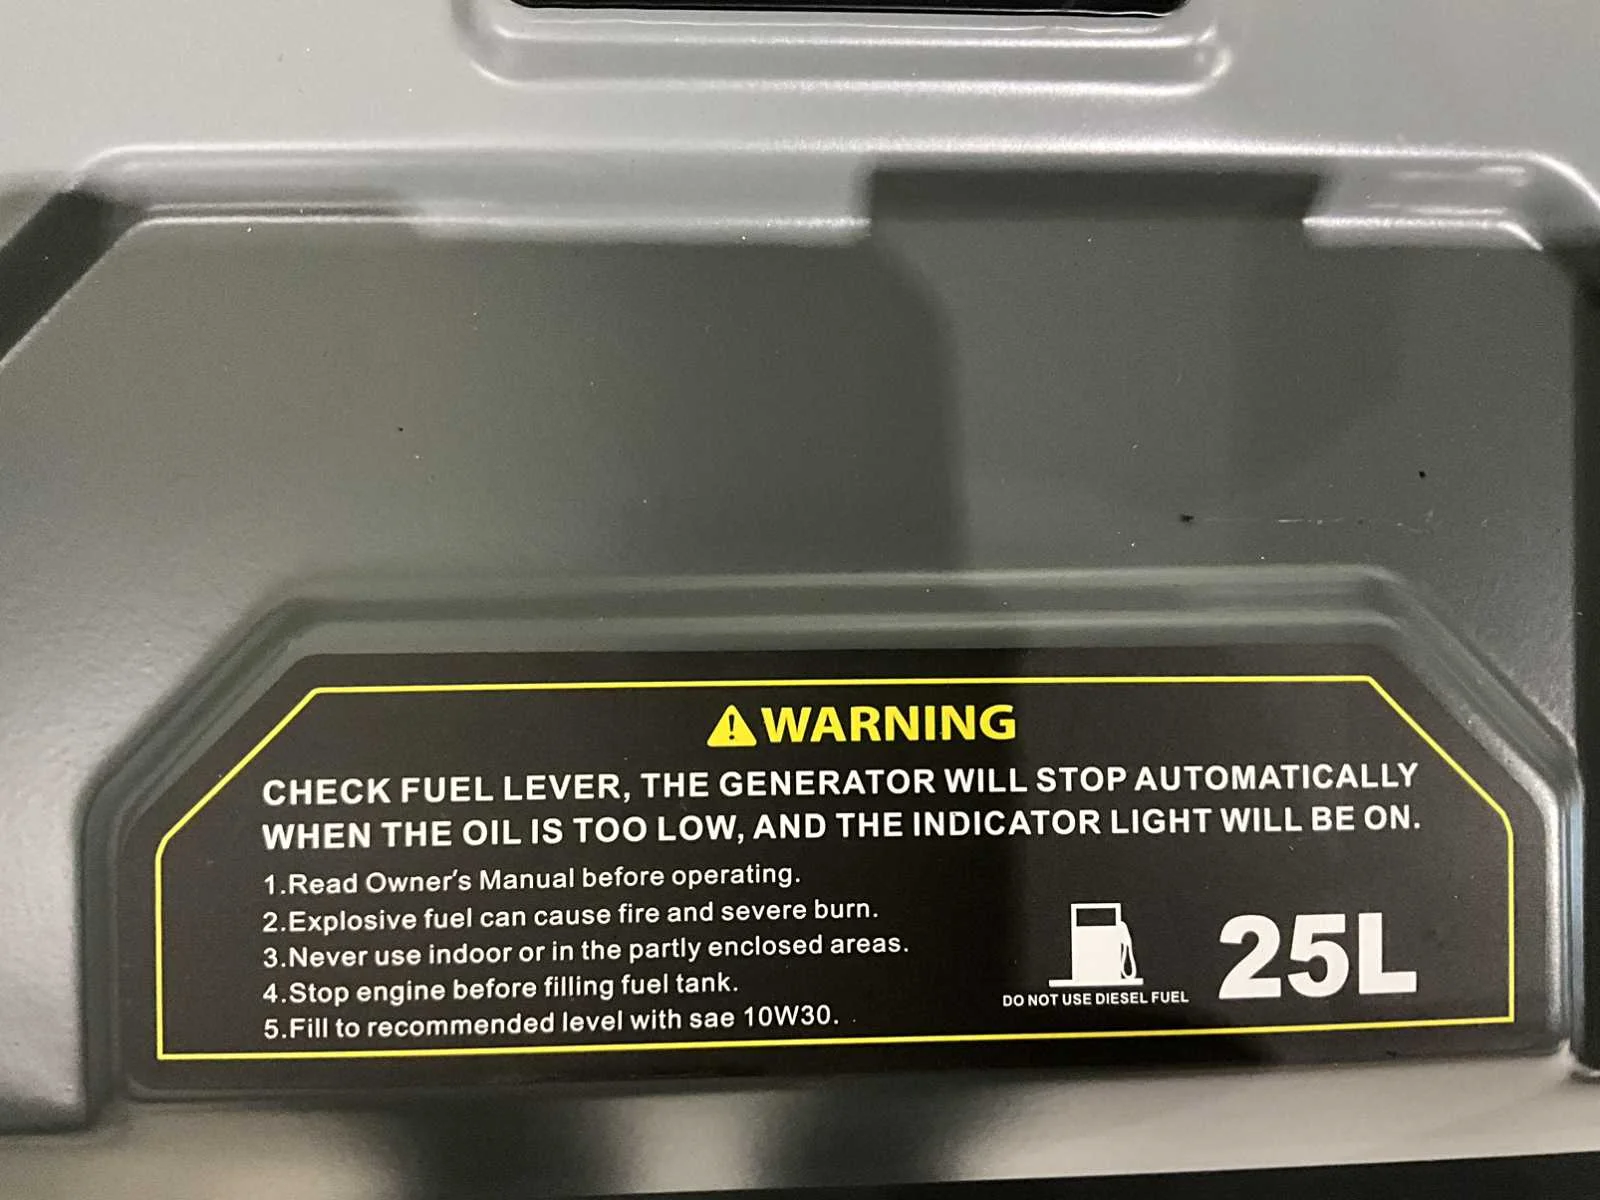 WARNING
CHECK FUEL LEVER, THE GENERATOR WILL STOP AUTOMATICALLY
WHEN THE OIL IS TOO LOW, AND THE INDICATOR LIGHT WILL BE ON.
1.Read Owner's Manual before operating.
2.Explosive fuel can cause fire and severe burn.
3.Never use indoor or in the partly enclosed areas.
4.Stop engine before filling fuel tank.
5.Fill to recommended level with sae 10W30.
DO NOT USE DIESEL FUEL
25L